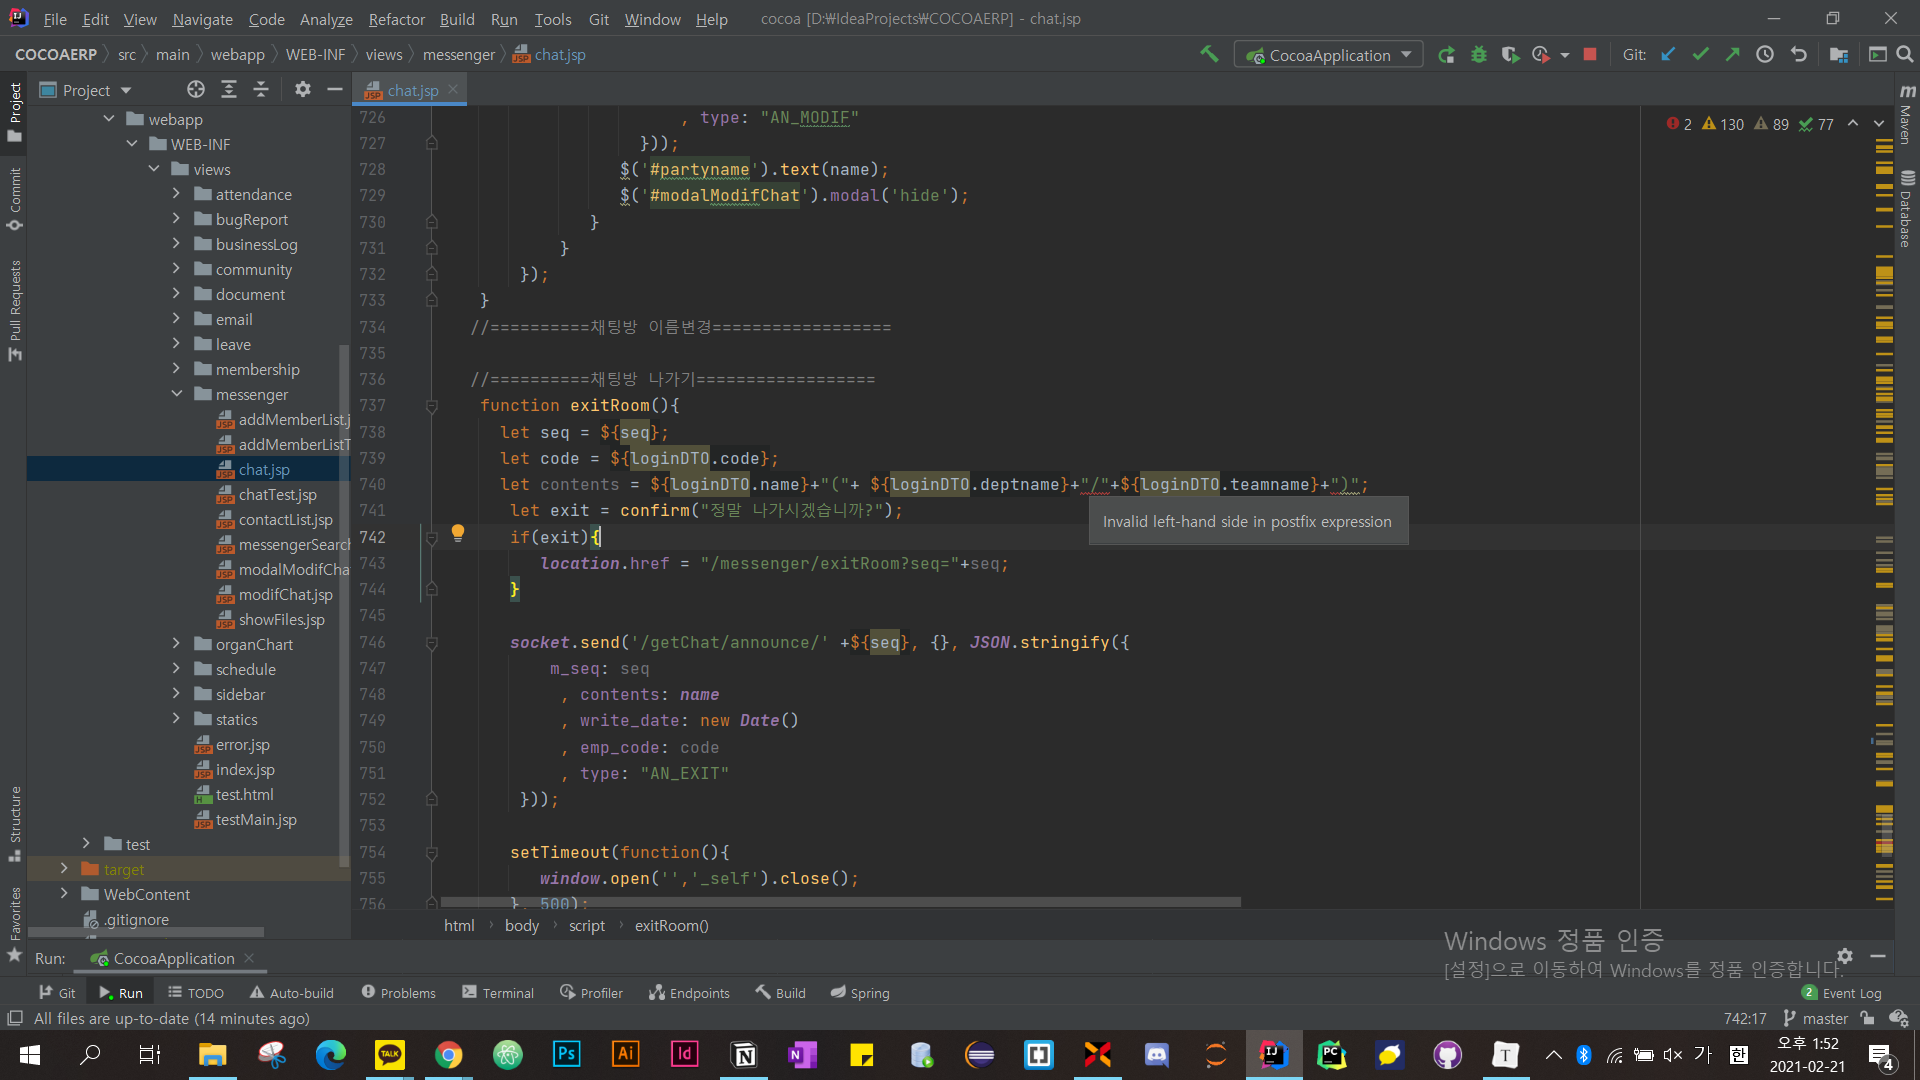 File Edit View Navigate Code Analyze Refactor Build Run Tools Git Window Help cocoa [D:₩IdeaProjects₩COCOAERP] - chat.jsp
COCOAERP src main webapp WEB-INF views messenger chat.jsp CocoaApplication Git:
Project chat.jsp
webapp
WEB-INF
views
attendance
bugReport
businessLog
community
document
email
leave
membership
messenger
addMemberList.j
addMemberListT
chat.jsp
chatTest.jsp
contactList.jsp
messengerSearch
modalModifCha
modifChat.jsp
showFiles.jsp
organChart
schedule
sidebar
statics
error.jsp
index.jsp
test.html
testMain.jsp
test
target
WebContent
.gitignore
Project
Commit
Pull Requests
Structure
Favorites
Maven
Database
2 130 89 77
726 , type: "AN_MODIF"
727 }));
728 $('#partyname').text(name);
729 $('#modalModifChat').modal('hide');
730 }
731 }
732 });
733 }
734 //==========채팅방 이름변경==================
735
736 //==========채팅방 나가기==================
737 function exitRoom(){
738 let seq = ${seq};
739 let code = ${loginDTO.code};
740 let contents = ${loginDTO.name}+"("+ ${loginDTO.deptname}+"/"+${loginDTO.teamname}+")";
741 let exit = confirm("정말 나가시겠습니까?");
Invalid left-hand side in postfix expression
742 if(exit){
743 location.href = "/messenger/exitRoom?seq="+seq;
744 }
745
746 socket.send('/getChat/announce/' +${seq}, {}, JSON.stringify({
747 m_seq: seq
748 , contents: name
749 , write_date: new Date()
750 , emp_code: code
751 , type: "AN_EXIT"
752 }));
753
754 setTimeout(function(){
755 window.open('','_self').close();
756 }, 500);
html body script exitRoom()
Windows 정품 인증
[설정]으로 이동하여 Windows를 정품 인증합니다.
Run: CocoaApplication
Git Run TODO Auto-build Problems Terminal Profiler Endpoints Build Spring 2 Event Log
All files are up-to-date (14 minutes ago) 742:17 master
TALK Ps Ai Id N N IJ PC T 가 한 오후 1:52
2021-02-21 4